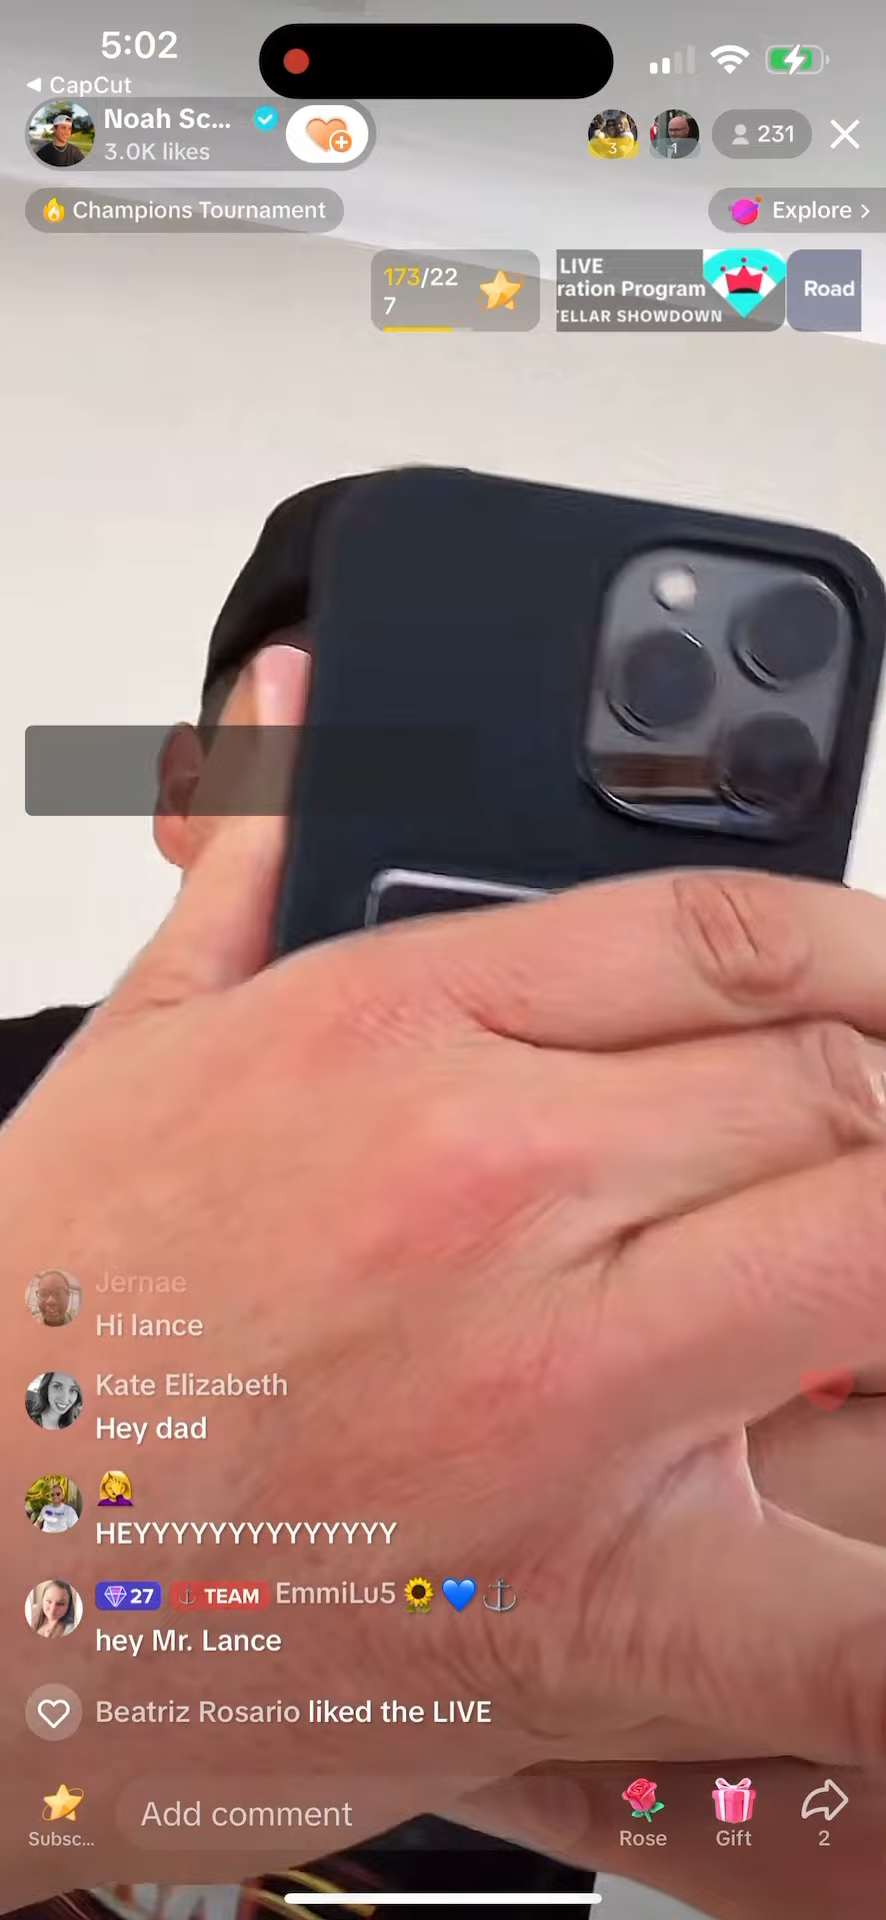 5:02
◀ CapCut
Noah Sc...
3.0K likes
3
1
231
Champions Tournament
Explore >
173/22
7
LIVE
ration Program
ELLAR SHOWDOWN
Road
Jernae
Hi lance
Kate Elizabeth
Hey dad
🤦‍♀️
HEYYYYYYYYYYYYYY
27 ⚓ TEAM EmmiLu5🌻💙⚓
hey Mr. Lance
Beatriz Rosario liked the LIVE
Subsc...
Add comment
Rose
Gift
2